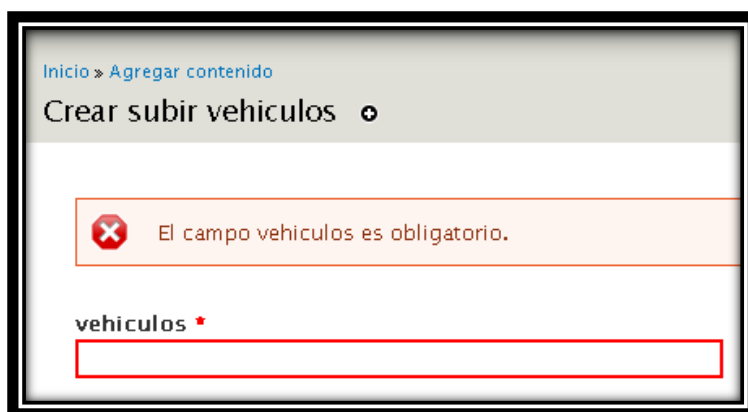 Inicio » Agregar contenido
Crear subir vehiculos
El campo vehiculos es obligatorio.
vehiculos *